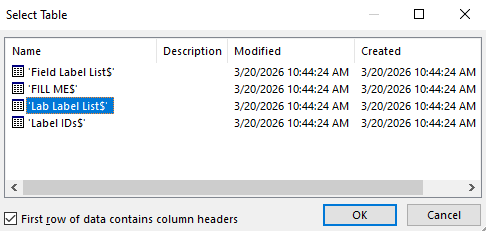 Select Table
Name Description Modified Created
'Field Label List$' 3/20/2026 10:44:24 AM 3/20/2026 10:44:24 AM
'FILL ME$' 3/20/2026 10:44:24 AM 3/20/2026 10:44:24 AM
'Lab Label List$' 3/20/2026 10:44:24 AM 3/20/2026 10:44:24 AM
'Label IDs$' 3/20/2026 10:44:24 AM 3/20/2026 10:44:24 AM
First row of data contains column headers OK Cancel